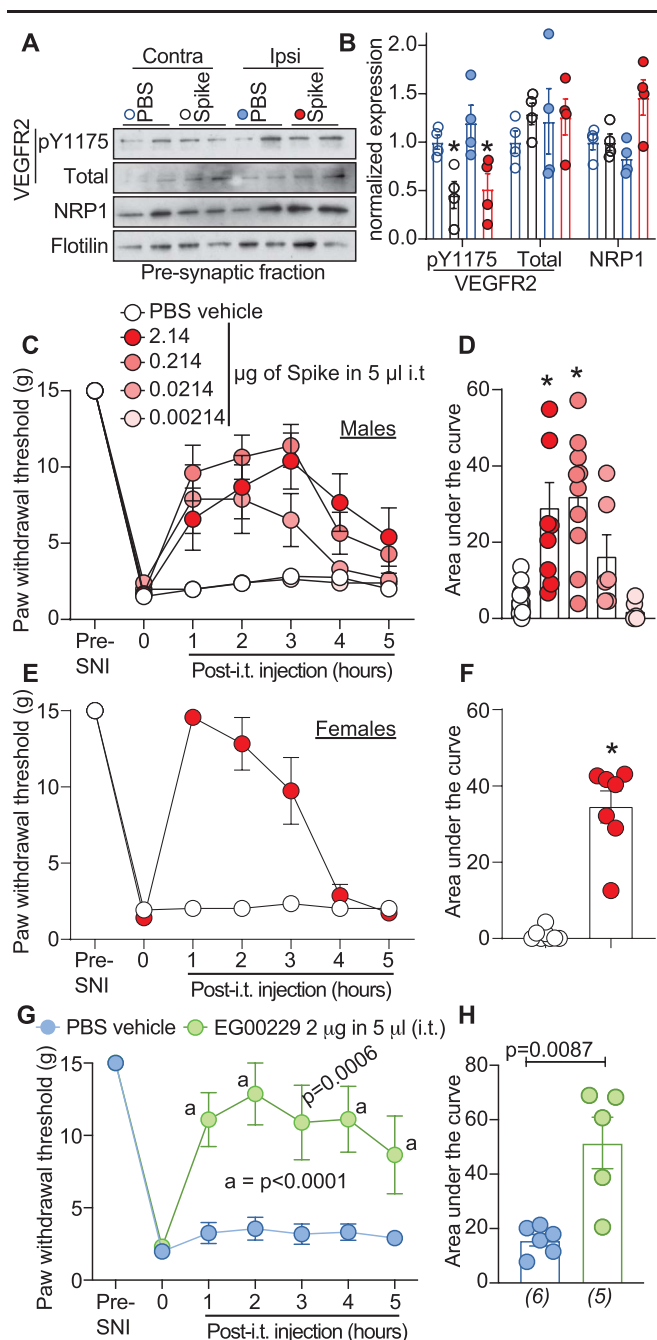 A
Contra
Ipsi
PBS
Spike
PBS
Spike
VEGFR2
pY1175
Total
NRP1
Flotilin
Pre-synaptic fraction
B
normalized expression
2.0
1.5
1.0
0.5
0.0
* *
pY1175
Total
NRP1
VEGFR2
PBS vehicle
2.14
0.214
0.0214
0.00214
µg of Spike in 5 µl i.t
C
Males
Paw withdrawal threshold (g)
15
10
5
0
Pre-SNI
0
1
2
3
4
5
Post-i.t. injection (hours)
D
Area under the curve
60
40
20
0
* *
E
Females
Paw withdrawal threshold (g)
15
10
5
0
Pre-SNI
0
1
2
3
4
5
Post-i.t. injection (hours)
F
Area under the curve
60
40
20
0
*
G
PBS vehicle
EG00229 2 µg in 5 µl (i.t.)
Paw withdrawal threshold (g)
15
10
5
0
a
a
p=0.0006
a
a
a = p<0.0001
Pre-SNI
0
1
2
3
4
5
Post-i.t. injection (hours)
H
p=0.0087
Area under the curve
80
60
40
20
0
(6)
(5)